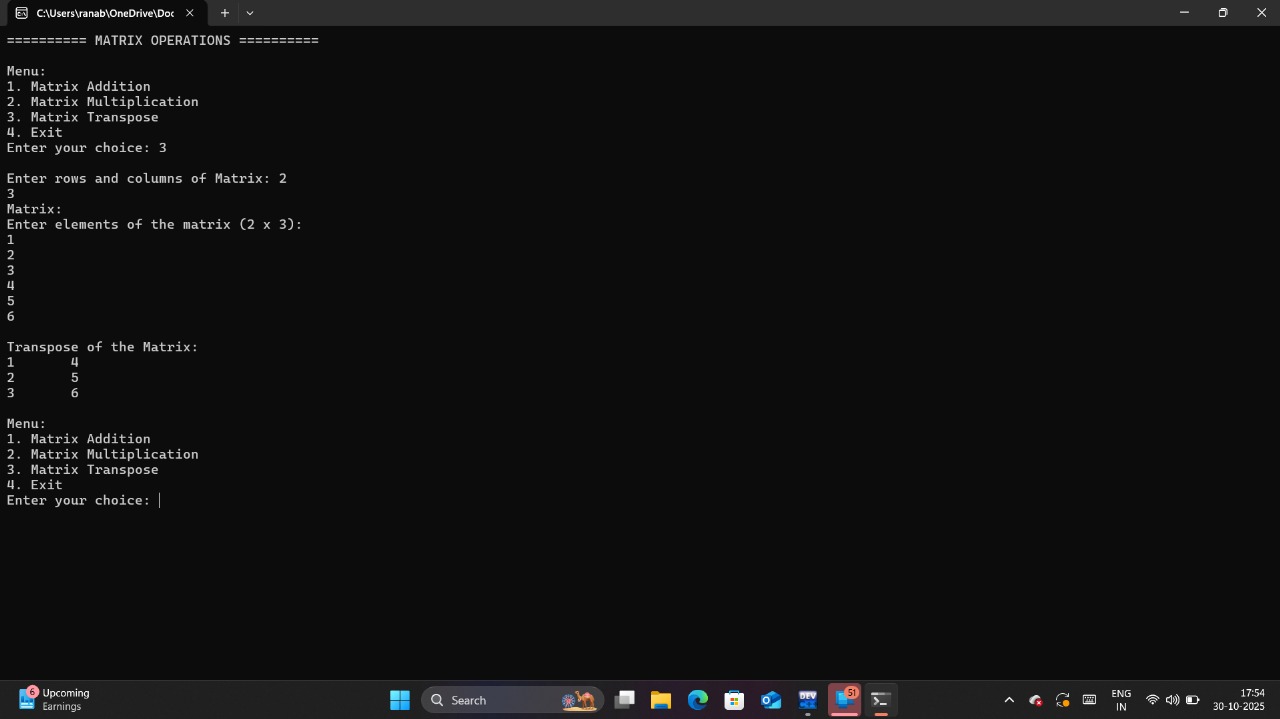 C:\Users\ranab\OneDrive\Doc
========== MATRIX OPERATIONS ==========
Menu:
1. Matrix Addition
2. Matrix Multiplication
3. Matrix Transpose
4. Exit
Enter your choice: 3
Enter rows and columns of Matrix: 2
3
Matrix:
Enter elements of the matrix (2 x 3):
1
2
3
4
5
6
Transpose of the Matrix:
1 4
2 5
3 6
Menu:
1. Matrix Addition
2. Matrix Multiplication
3. Matrix Transpose
4. Exit
Enter your choice:
6
Upcoming
Earnings
Search
DEV
51
ENG
IN
17:54
30-10-2025